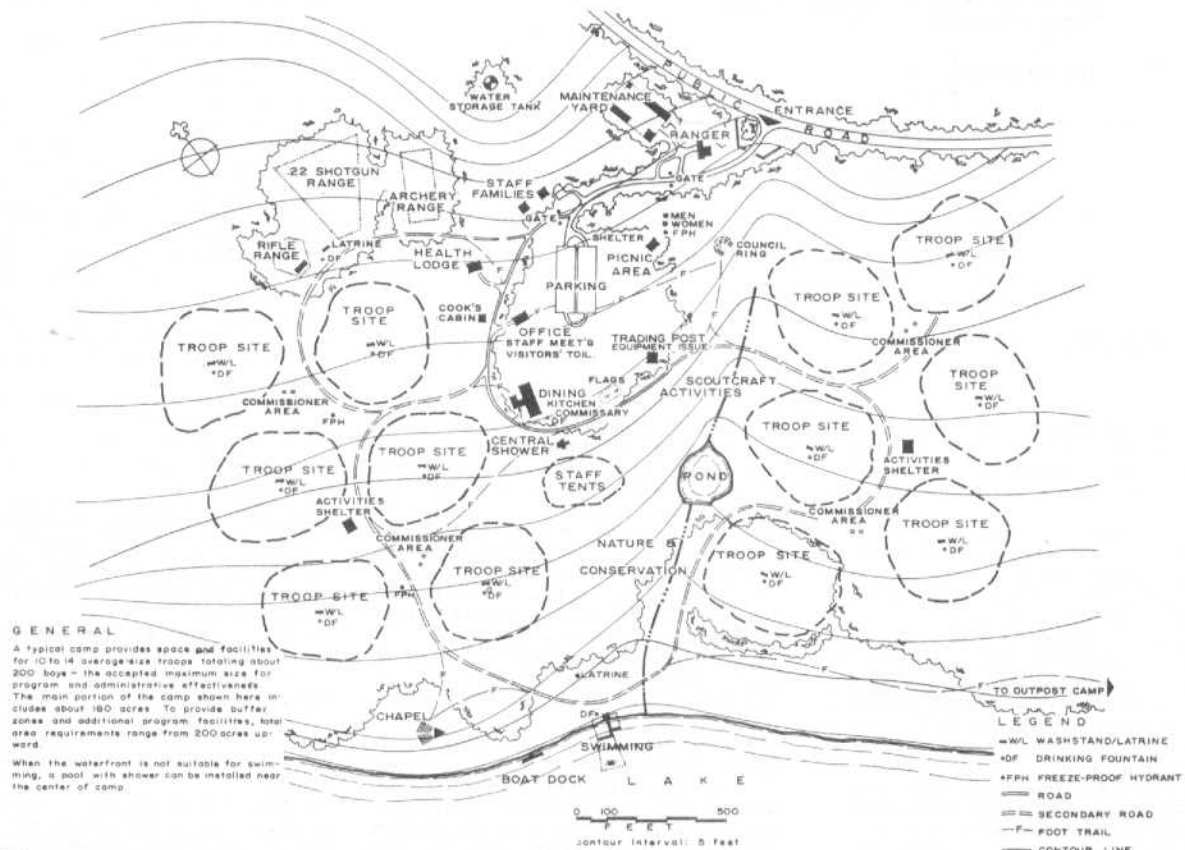 PUBLIC ROAD
ENTRANCE
WATER
STORAGE TANK
MAINTENANCE
YARD
RANGER
GATE
.22 SHOTGUN
RANGE
ARCHERY
RANGE
STAFF
FAMILIES
GATE
MEN
WOMEN
FPH
SHELTER
PICNIC
AREA
COUNCIL
RING
TROOP SITE
W/L
DF
RIFLE
RANGE
LATRINE
DF
HEALTH
LODGE
PARKING
TROOP SITE
W/L
DF
TROOP SITE
W/L
DF
COOK'S
CABIN
OFFICE
STAFF MEET'G
VISITORS' TOIL.
TRADING POST
EQUIPMENT ISSUE
COMMISSIONER
AREA
TROOP SITE
W/L
DF
COMMISSIONER
AREA
FPH
DINING
KITCHEN
COMMISSARY
DF
FLAGS
SCOUTCRAFT
ACTIVITIES
TROOP SITE
W/L
DF
CENTRAL
SHOWER
TROOP SITE
W/L
DF
TROOP SITE
W/L
DF
TROOP SITE
W/L
DF
STAFF
TENTS
POND
ACTIVITIES
SHELTER
ACTIVITIES
SHELTER
COMMISSIONER
AREA
COMMISSIONER
AREA
TROOP SITE
W/L
DF
NATURE &
CONSERVATION
TROOP SITE
W/L
DF
TROOP SITE
W/L
DF
FPH
TROOP SITE
W/L
DF
GENERAL
A typical camp provides space and facilities
for 10 to 14 average-size troops totaling about
200 boys – the accepted maximum size for
program and administrative effectiveness
The main portion of the camp shown here in-
cludes about 180 acres. To provide buffer
zones and additional program facilities, total
area requirements range from 200 acres up-
ward.
When the waterfront is not suitable for swim-
ming, a pool with shower can be installed near
the center of camp
LATRINE
CHAPEL
DF
SWIMMING
BOAT DOCK
LAKE
TO OUTPOST CAMP
LEGEND
W/L WASHSTAND/LATRINE
DF DRINKING FOUNTAIN
FPH FREEZE-PROOF HYDRANT
ROAD
SECONDARY ROAD
F FOOT TRAIL
CONTOUR LINE
0 100 500
FEET
Contour Interval: 5 feet